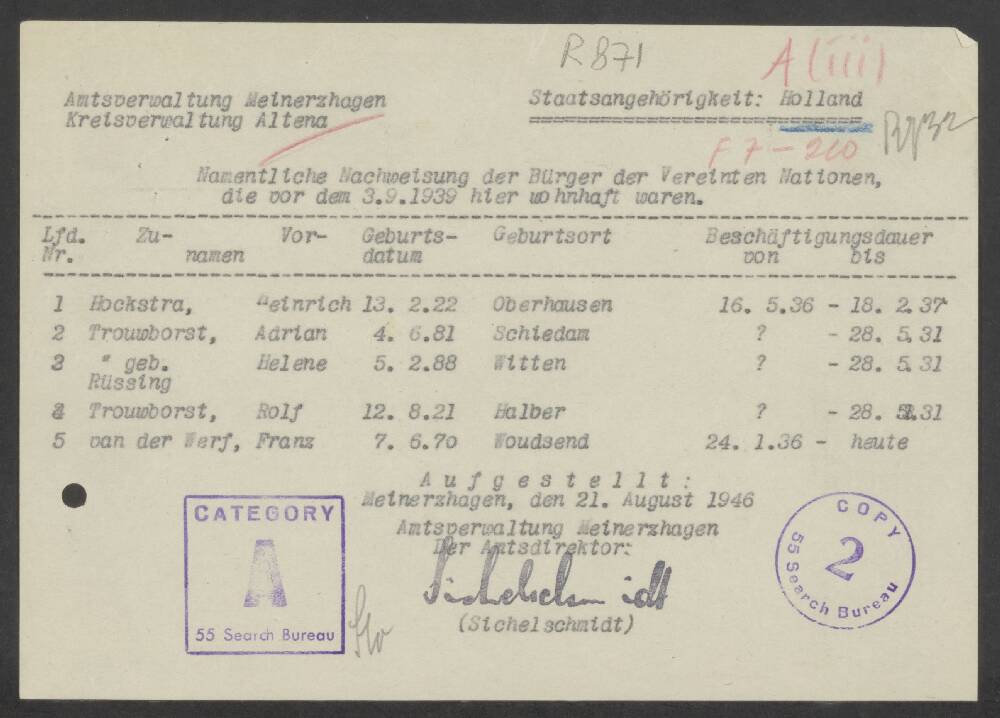 R 871
A (iii)
Amtsverwaltung Meinerzhagen
Staatsangehörigkeit: Holland
Kreisverwaltung Altena
F 7 - 260
Namentliche Nachweisung der Bürger der Vereinten Nationen,
die vor dem 3.9.1939 hier wohnhaft waren.
Lfd. Zu- Vor- Geburts- Geburtsort Beschäftigungsdauer
Nr. namen datum von bis
1 Hockstra, Heinrich 13. 2.22 Oberhausen 16. 5.36 - 18. 2.37
2 Trouwborst, Adrian 4. 6.81 Schiedam ? - 28. 5.31
3 " geb. Helene 5. 2.88 Witten ? - 28. 5.31
Rüssing
4 Trouwborst, Rolf 12. 8.21 Halber ? - 28. 5.31
5 van der Werf, Franz 7. 6.70 Woudsend 24. 1.36 - heute
Aufgestellt:
Meinerzhagen, den 21. August 1946
Amtsverwaltung Meinerzhagen
Der Amtsdirektor:
Sichelschmidt
(Sichelschmidt)
CATEGORY
A
55 Search Bureau
COPY
2
55 Search Bureau